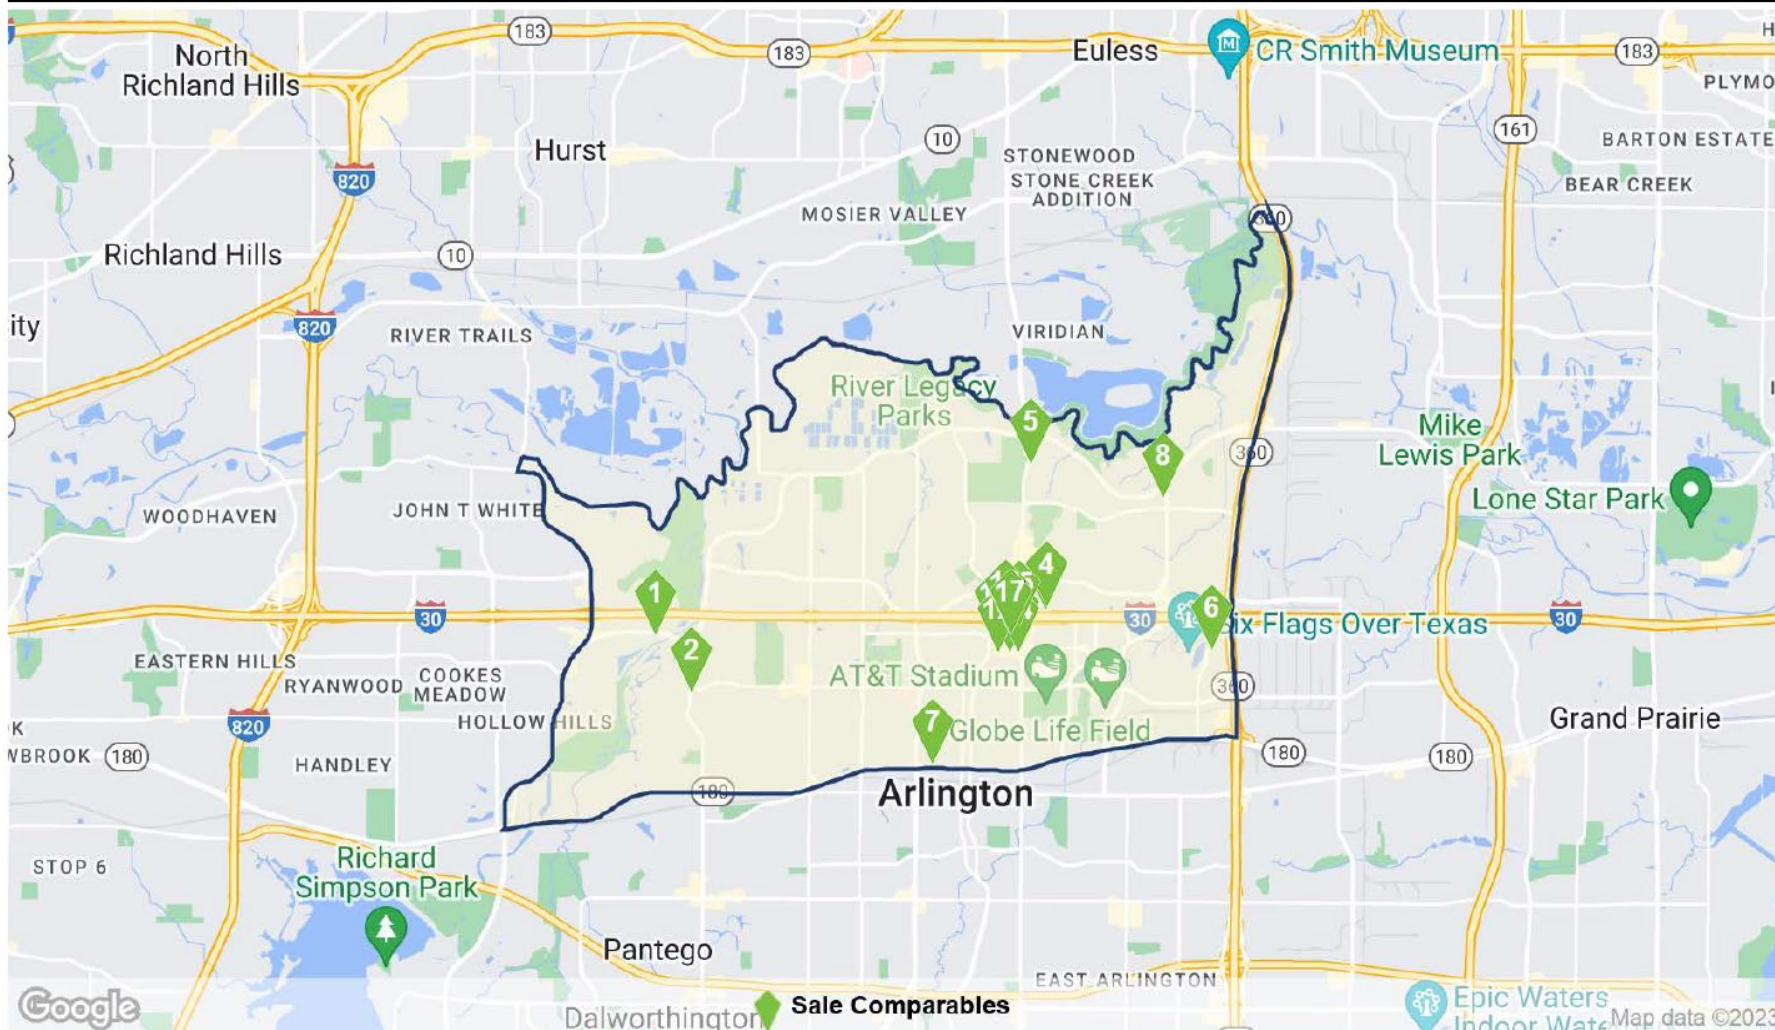 North
Richland Hills
183
183
Euless
CR Smith Museum
183
PLYMO
161
BARTON ESTATE
Hurst
10
820
STONEWOOD
STONE CREEK
ADDITION
BEAR CREEK
MOSIER VALLEY
360
Richland Hills
10
ity
820
RIVER TRAILS
VIRIDIAN
River Legacy
Parks
5
8
360
Mike
Lewis Park
Lone Star Park
WOODHAVEN
JOHN T WHITE
1
4
17
6
30
30
30
Six Flags Over Texas
2
EASTERN HILLS
RYANWOOD
COOKES
MEADOW
AT&T Stadium
360
HOLLOW HILLS
820
7
Globe Life Field
Grand Prairie
WBROOK
180
HANDLEY
180
180
180
Arlington
STOP 6
Richard
Simpson Park
Pantego
EAST ARLINGTON
Google
Dalworthington
Sale Comparables
Epic Waters
Indoor Wate
Map data ©2023